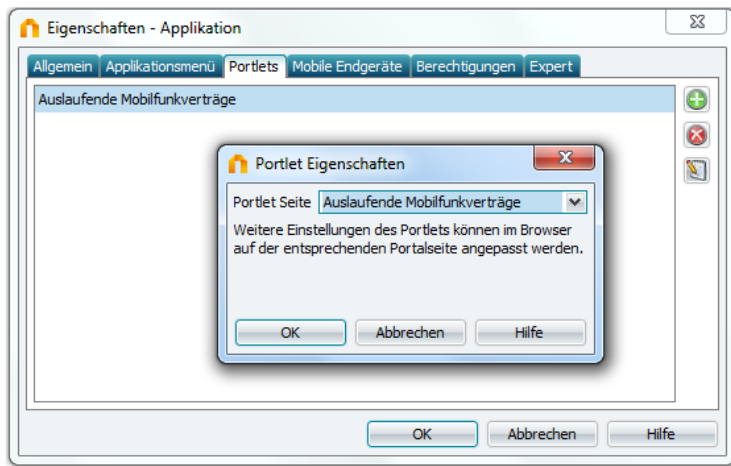 Eigenschaften - Applikation
Allgemein Applikationsmenü Portlets Mobile Endgeräte Berechtigungen Expert
Auslaufende Mobilfunkverträge
Portlet Eigenschaften
Portlet Seite Auslaufende Mobilfunkverträge
Weitere Einstellungen des Portlets können im Browser
auf der entsprechenden Portalseite angepasst werden.
OK Abbrechen Hilfe
OK Abbrechen Hilfe